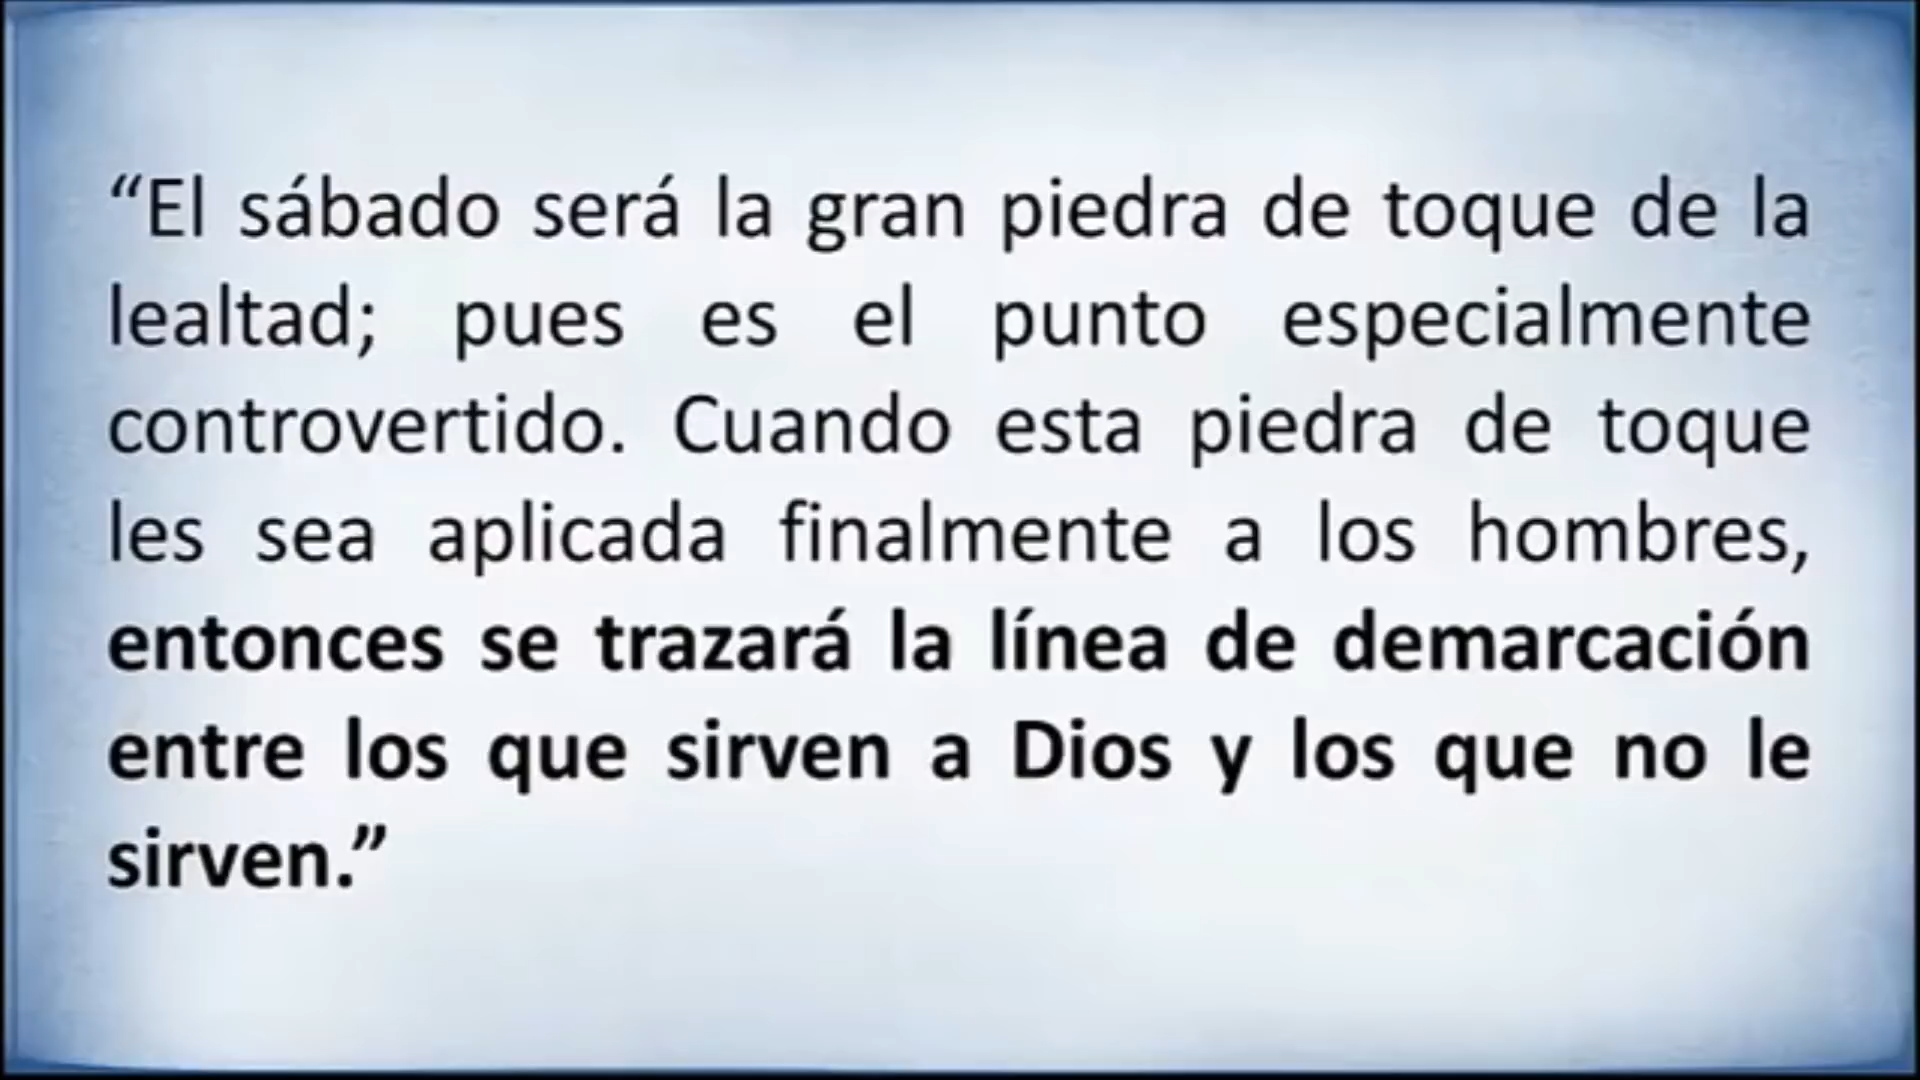 “El sábado será la gran piedra de toque de la
lealtad; pues es el punto especialmente
controvertido. Cuando esta piedra de toque
les sea aplicada finalmente a los hombres,
entonces se trazará la línea de demarcación
entre los que sirven a Dios y los que no le
sirven.”